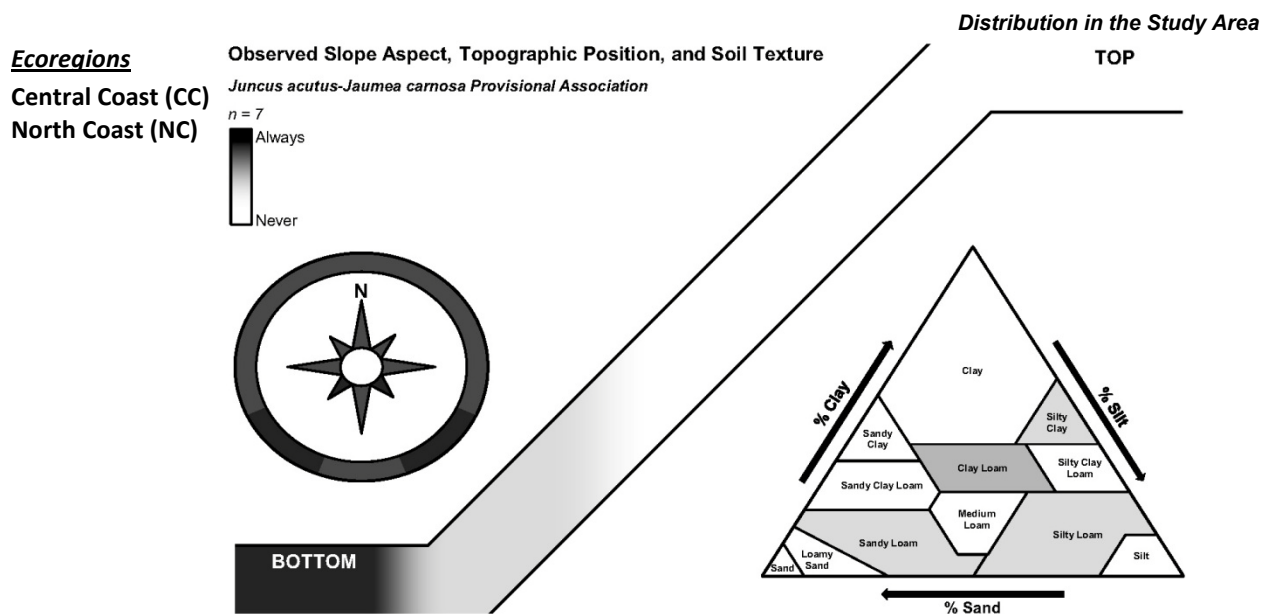 Distribution in the Study Area
Ecoregions
Central Coast (CC)
North Coast (NC)
Observed Slope Aspect, Topographic Position, and Soil Texture
Juncus acutus-Jaumea carnosa Provisional Association
n = 7
Always
Never
TOP
N
BOTTOM
% Clay
% Silt
% Sand
Clay
Silty
Clay
Sandy
Clay
Clay Loam
Silty Clay
Loam
Sandy Clay Loam
Medium
Loam
Sandy Loam
Silty Loam
Sand
Loamy
Sand
Silt